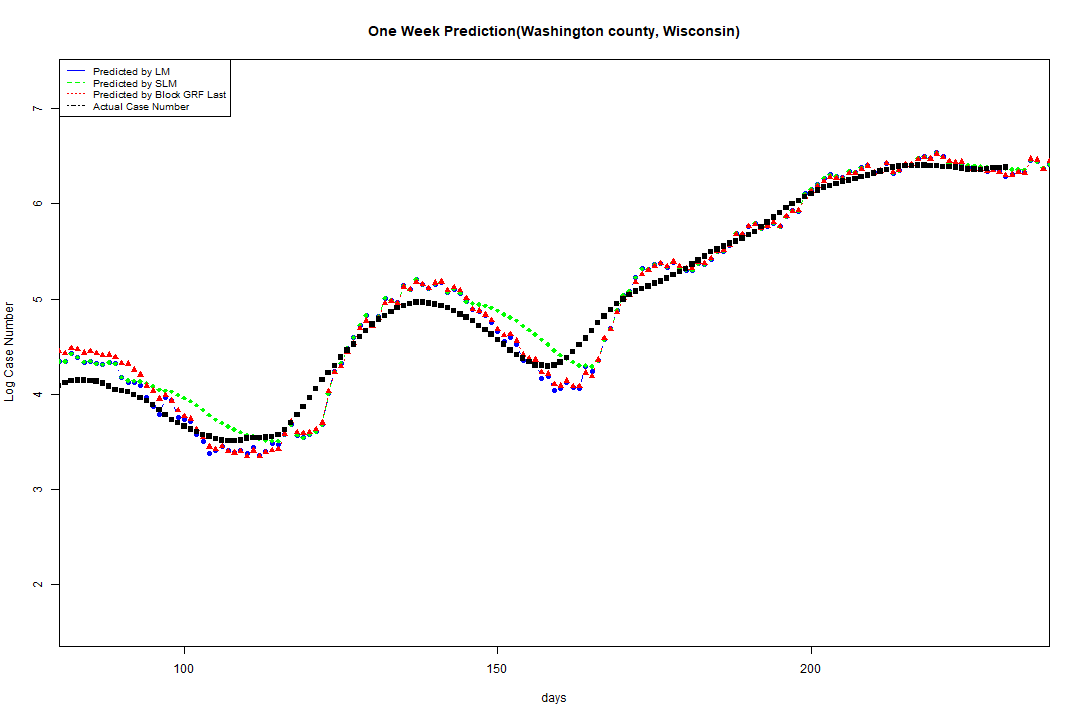 One Week Prediction(Washington county, Wisconsin)
Predicted by LM
Predicted by SLM
Predicted by Block GRF Last
Actual Case Number
7
6
5
4
3
2
Log Case Number
100
150
200
days